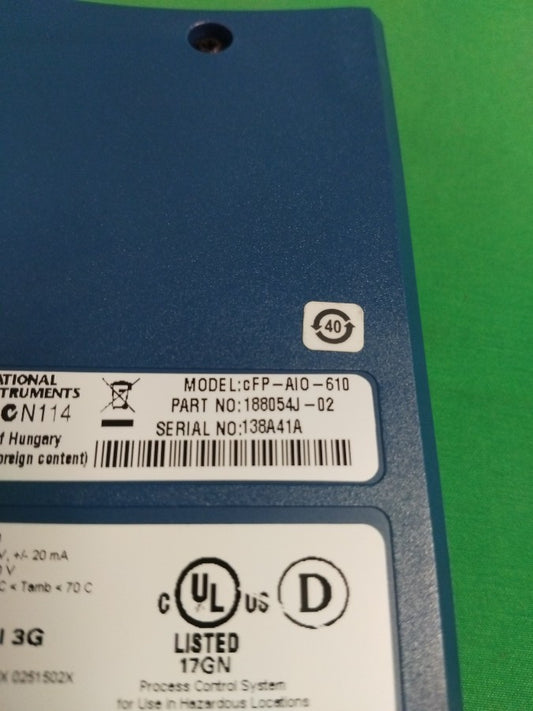 40
ATIONAL
TRUMENTS
N114
f Hungary
oreign content)
MODEL:cFP-AIO-610
PART NO:188054J-02
SERIAL NO:138A41A
V, +/- 20 mA
V
C < Tamb < 70 C
I 3G
X 0251502X
C UL US
D
LISTED
17GN
Process Control System
for Use in Hazardous Locations